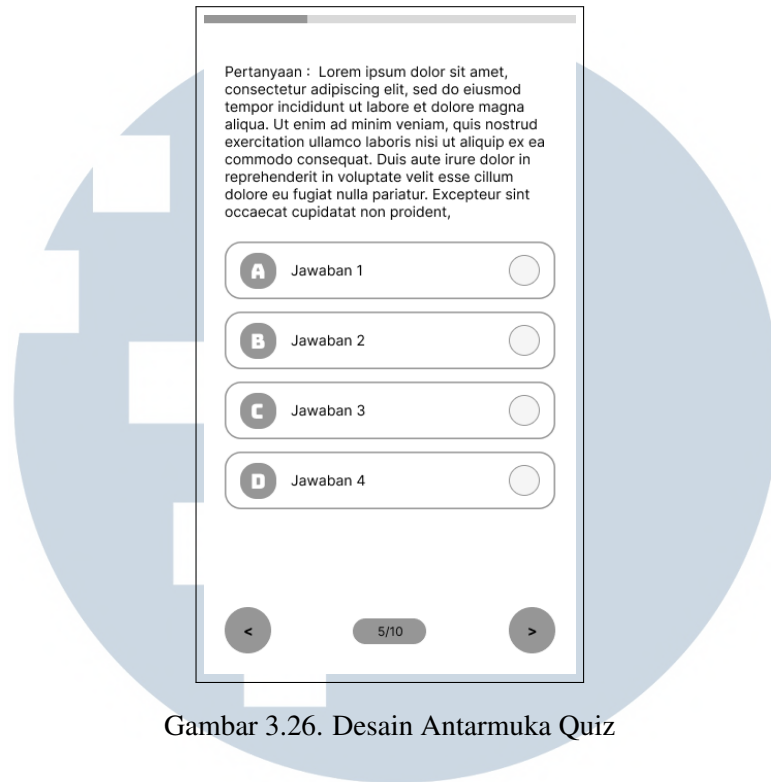 Pertanyaan : Lorem ipsum dolor sit amet,
consectetur adipiscing elit, sed do eiusmod
tempor incididunt ut labore et dolore magna
aliqua. Ut enim ad minim veniam, quis nostrud
exercitation ullamco laboris nisi ut aliquip ex ea
commodo consequat. Duis aute irure dolor in
reprehenderit in voluptate velit esse cillum
dolore eu fugiat nulla pariatur. Excepteur sint
occaecat cupidatat non proident,
A Jawaban 1
B Jawaban 2
C Jawaban 3
D Jawaban 4
< 5/10 >
Gambar 3.26. Desain Antarmuka Quiz